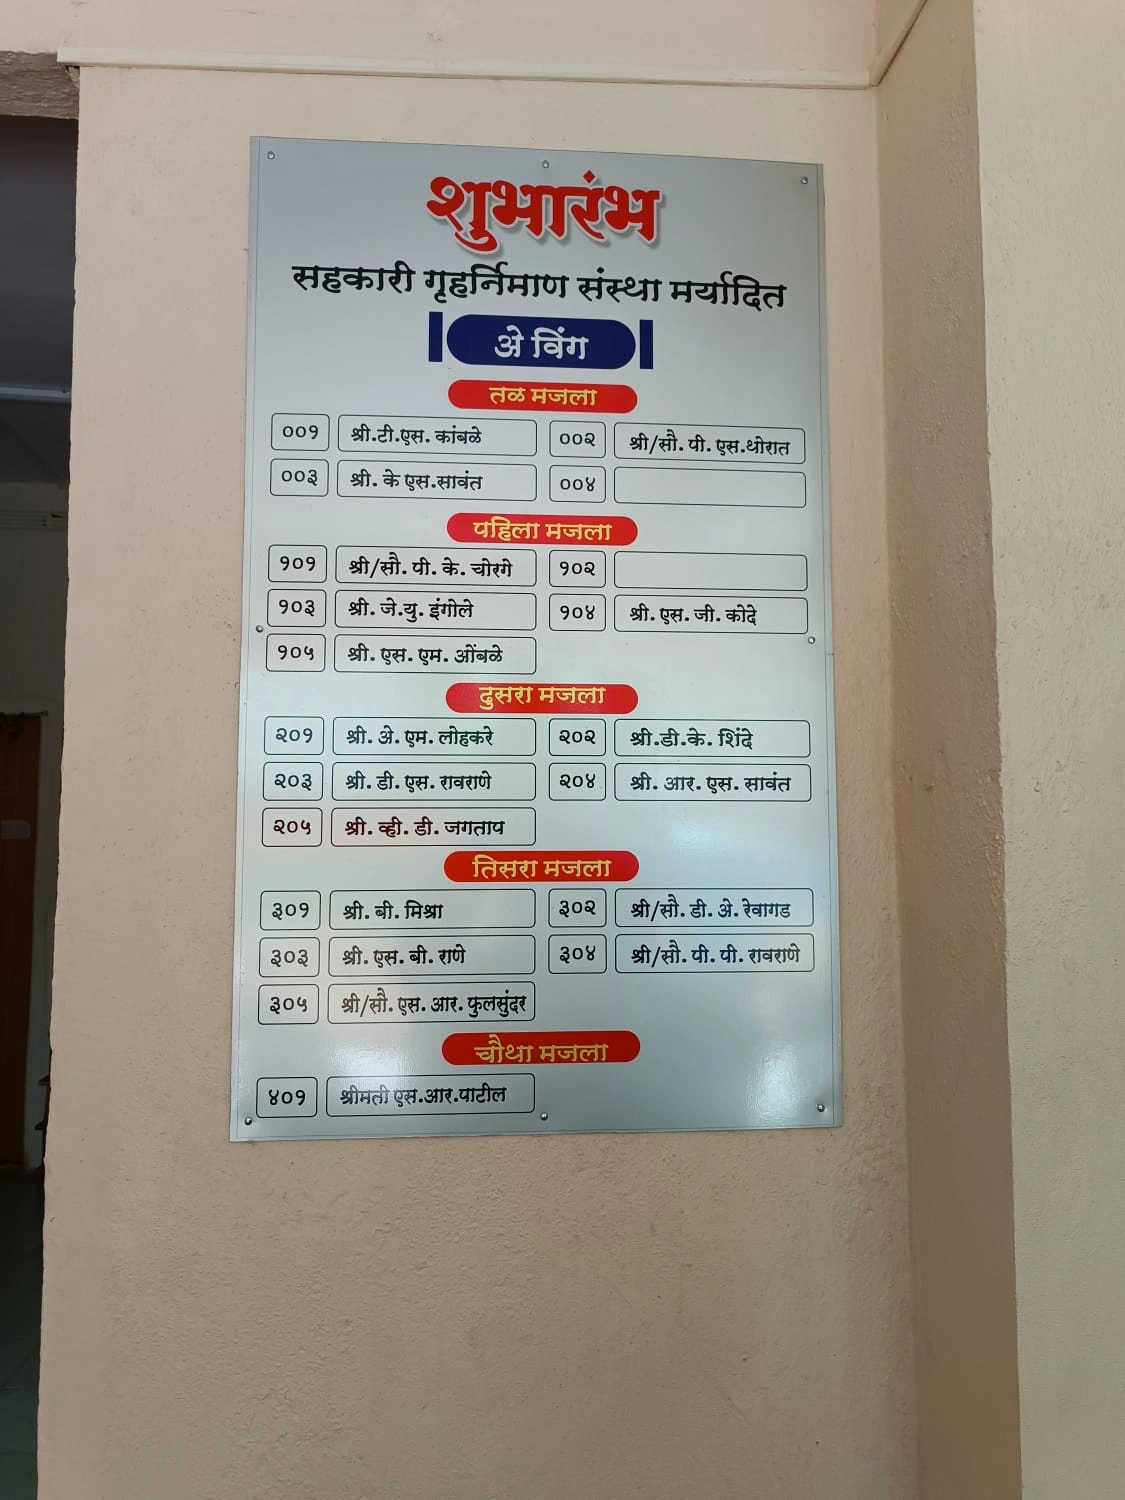 शुभारंभ
सहकारी गृहर्निमाण संस्था मर्यादित
अे विंग
तळ मजला
००१ श्री.टी.एस. कांबळे ००२ श्री/सौ. पी. एस.थोरात
००३ श्री. के एस.सावंत ००४
पहिला मजला
१०१ श्री/सौ. पी. के. चोरगे १०२
१०३ श्री. जे.यु. इंगोले १०४ श्री. एस. जी. कोदे
१०५ श्री. एस. एम. ओंबळे
दुसरा मजला
२०१ श्री. अे. एम. लोहकरे २०२ श्री.डी.के. शिंदे
२०३ श्री. डी. एस. रावराणे २०४ श्री. आर. एस. सावंत
२०५ श्री. व्ही. डी. जगताप
तिसरा मजला
३०१ श्री. बी. मिश्रा ३०२ श्री/सौ. डी. अे. रेवागड
३०३ श्री. एस. बी. राणे ३०४ श्री/सौ. पी. पी. रावराणे
३०५ श्री/सौ. एस. आर. फुलसुंदर
चौथा मजला
४०१ श्रीमती एस.आर.पाटील